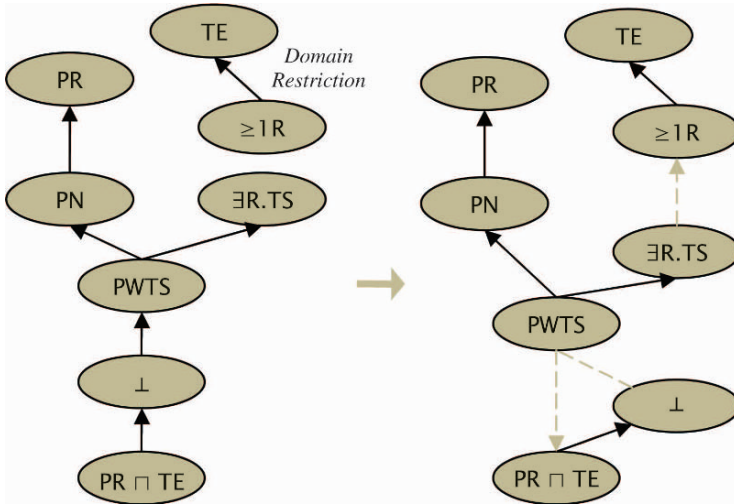 TE
Domain
Restriction
PR
≥1R
PN
∃R.TS
PWTS
⊥
PR ⊓ TE
TE
PR
≥1R
PN
∃R.TS
PWTS
⊥
PR ⊓ TE